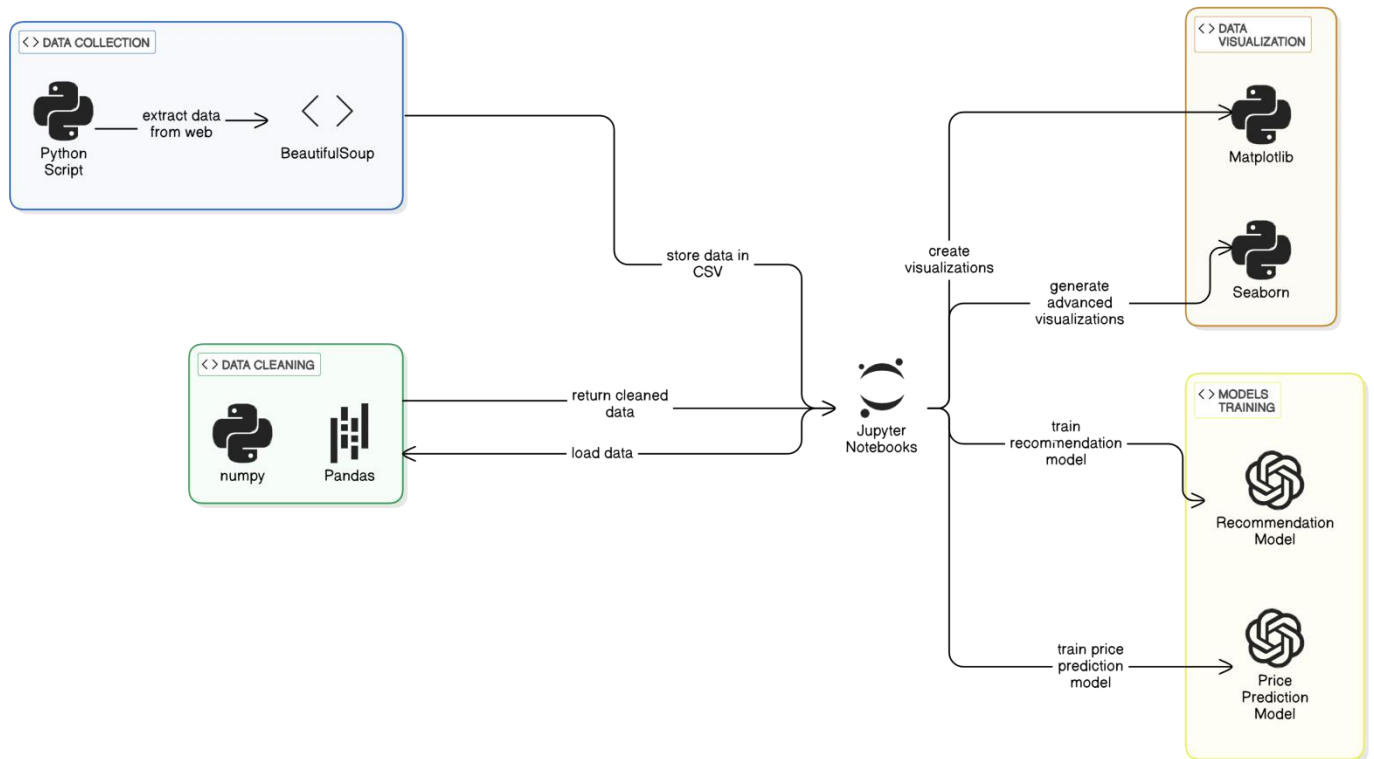 <> DATA COLLECTION
extract data
from web
Python
Script
BeautifulSoup
store data in
CSV
<> DATA CLEANING
numpy
Pandas
return cleaned
data
load data
Jupyter
Notebooks
create
visualizations
generate
advanced
visualizations
<> DATA
VISUALIZATION
Matplotlib
Seaborn
train
recommendation
model
train price
prediction
model
<> MODELS
TRAINING
Recommendation
Model
Price
Prediction
Model